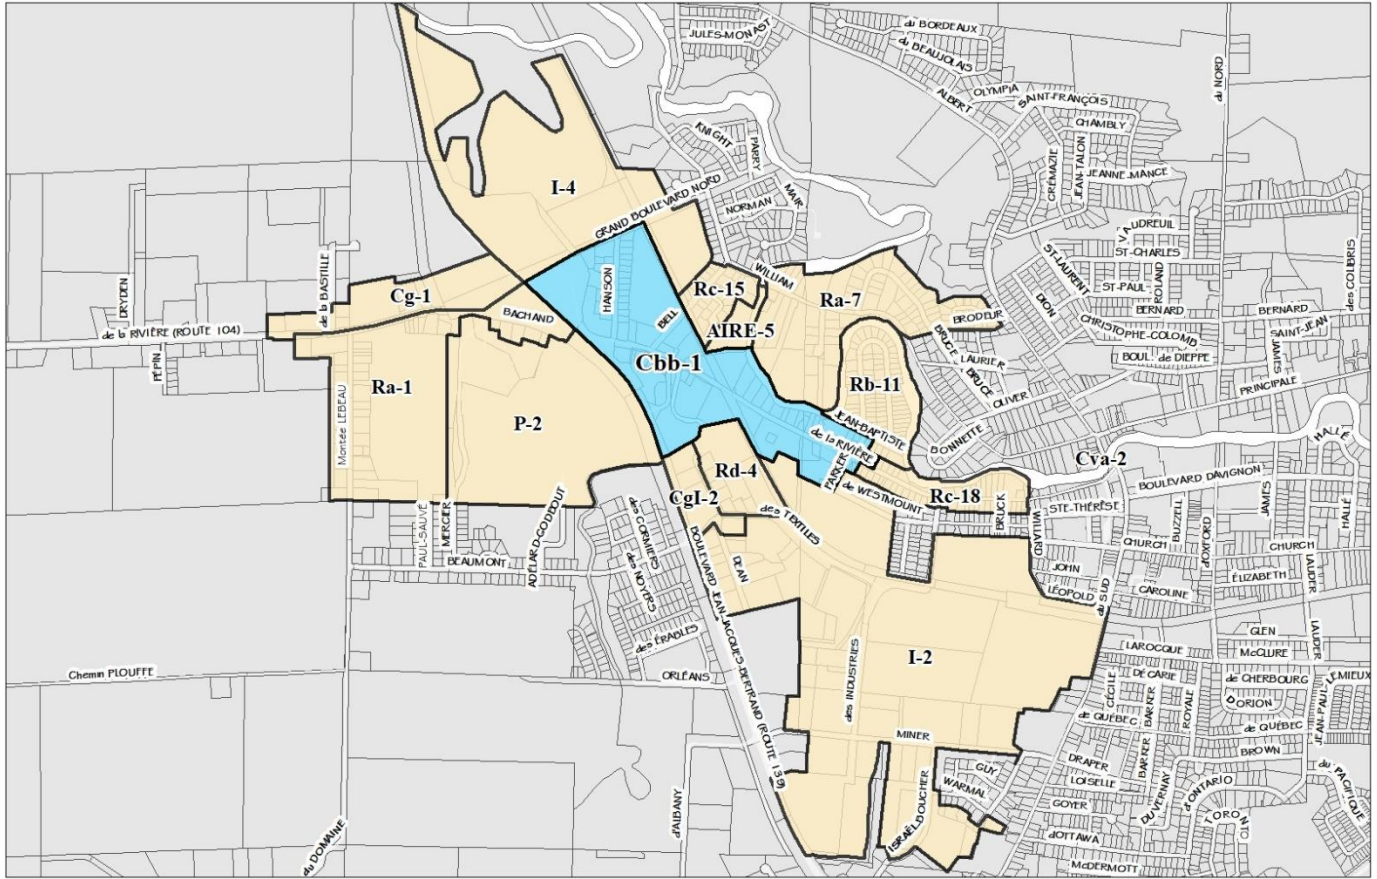 du BORDEAUX
JULES-MONAST
du BEAUJOLAIS
du NORD
ALBERT
OLYMPIA
SAINT-FRANÇOIS
CHAMBLY
KNIGHT
PARRY
CRÉMAZIE
JEAN-TALON
JEANNE-MANCE
I-4
GRAND BOULEVARD NORD
NORMAN
MAIR
VAUDREUIL
ST-CHARLES
ST-LAURENT
des COLIBRIS
DRYDEN
de la BASTILLE
HANSON
WILLIAM
Rc-15
Ra-7
ST-PAUL
ROLAND
BERNARD
BERNARD
Cg-1
BACHAND
BELL
AIRE-5
BRODEUR
DION
CHRISTOPHE-COLOMB
SAINT-JEAN
de la RIVIÈRE (ROUTE 104)
PÉPIN
Cbb-1
BRUCE
LAURIER
BOUL. de DIEPPE
JAMES
Ra-1
Rb-11
BRUCE
OLIVER
PRINCIPALE
Montée LEBEAU
P-2
JEAN-BAPTISTE
de la RIVIÈRE
BONNETTE
HALLÉ
PARKER
Cva-2
BOULEVARD DAVIGNON
Rd-4
CgI-2
de WESTMOUNT
Rc-18
BRUCK
WILLARD
STE-THÉRÈSE
BUZZELL
OXFORD
JAMES
HALLÉ
PAUL-SAUVÉ
MERCIER
ADÉLARD-GODBOUT
des CORMIERS
des TEXTILES
CHURCH
CHURCH
BEAUMONT
des NOYERS
BOULEVARD JEAN-JACQUES-BERTRAND (ROUTE 139)
DEAN
JOHN
LÉOPOLD
du SUD
CAROLINE
ÉLIZABETH
LAUDER
des ÉRABLES
GLEN
LAUDER
Chemin PLOUFFE
ORLÉANS
des INDUSTRIES
I-2
LAROCQUE
McCLURE
DÉCARIE
de CHERBOURG
LEMIEUX
CÉCILE
BARKER
ROYALE
DORION
JEAN-PAUL
de QUÉBEC
de QUÉBEC
MINER
BARKER
BROWN
DRAPER
GUY
WARMAL
LOISELLE
DUVERNAY
d'ONTARIO
du PACIFIQUE
d'ALBANY
ISRAËL-BOUCHER
GOYER
TORONTO
du DOMAINE
d'OTTAWA
McDERMOTT